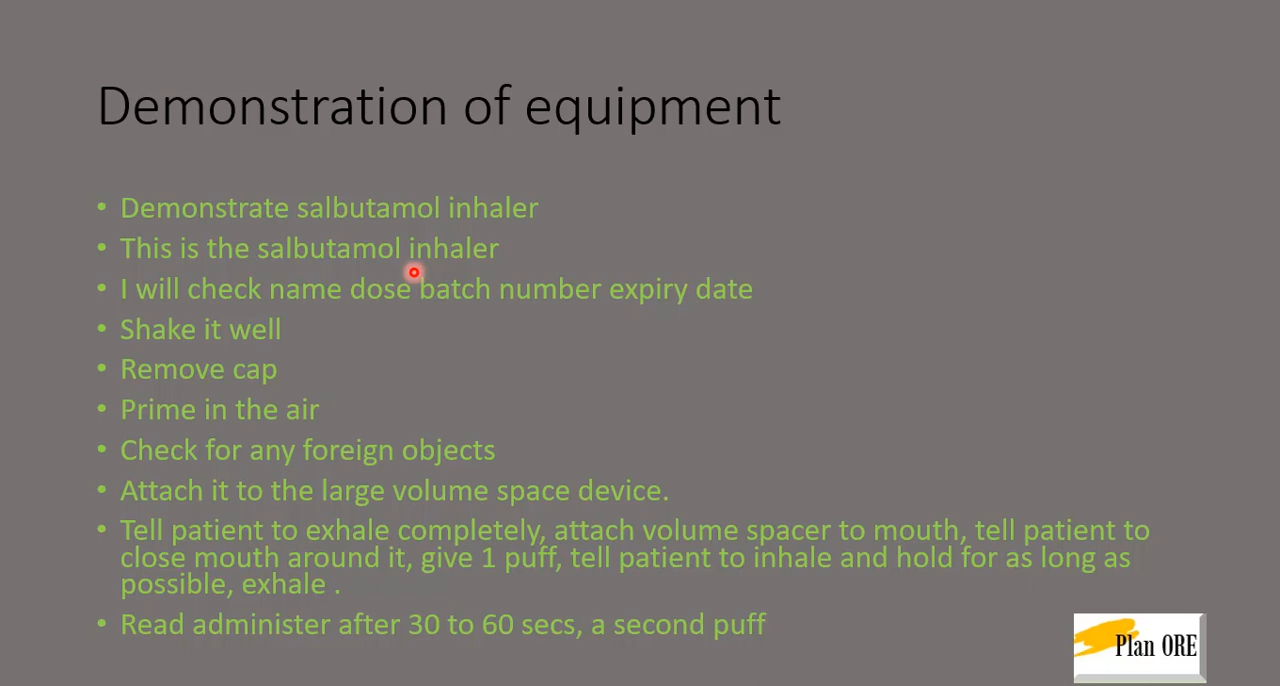 Demonstration of equipment
• Demonstrate salbutamol inhaler
• This is the salbutamol inhaler
• I will check name dose batch number expiry date
• Shake it well
• Remove cap
• Prime in the air
• Check for any foreign objects
• Attach it to the large volume space device.
• Tell patient to exhale completely, attach volume spacer to mouth, tell patient to
close mouth around it, give 1 puff, tell patient to inhale and hold for as long as
possible, exhale .
• Read administer after 30 to 60 secs, a second puff
Plan ORE